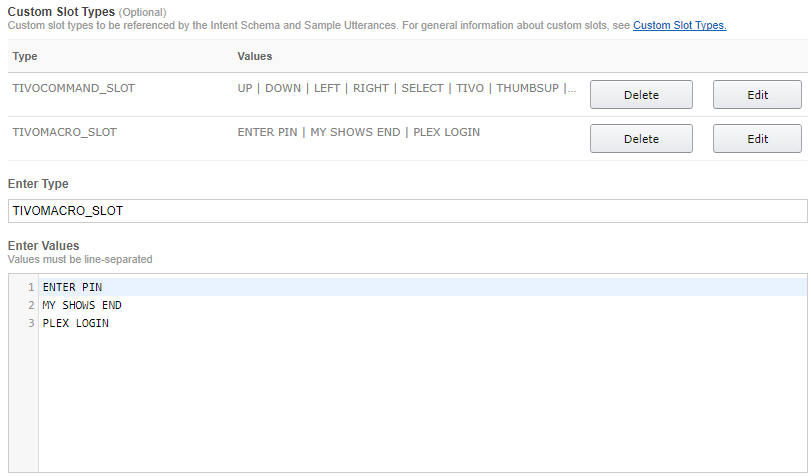 Custom Slot Types (Optional)
Custom slot types to be referenced by the Intent Schema and Sample Utterances. For general information about custom slots, see Custom Slot Types.
Type Values
TIVOCOMMAND_SLOT UP | DOWN | LEFT | RIGHT | SELECT | TIVO | THUMBSUP |... Delete Edit
TIVOMACRO_SLOT ENTER PIN | MY SHOWS END | PLEX LOGIN Delete Edit
Enter Type
TIVOMACRO_SLOT
Enter Values
Values must be line-separated
1 ENTER PIN
2 MY SHOWS END
3 PLEX LOGIN